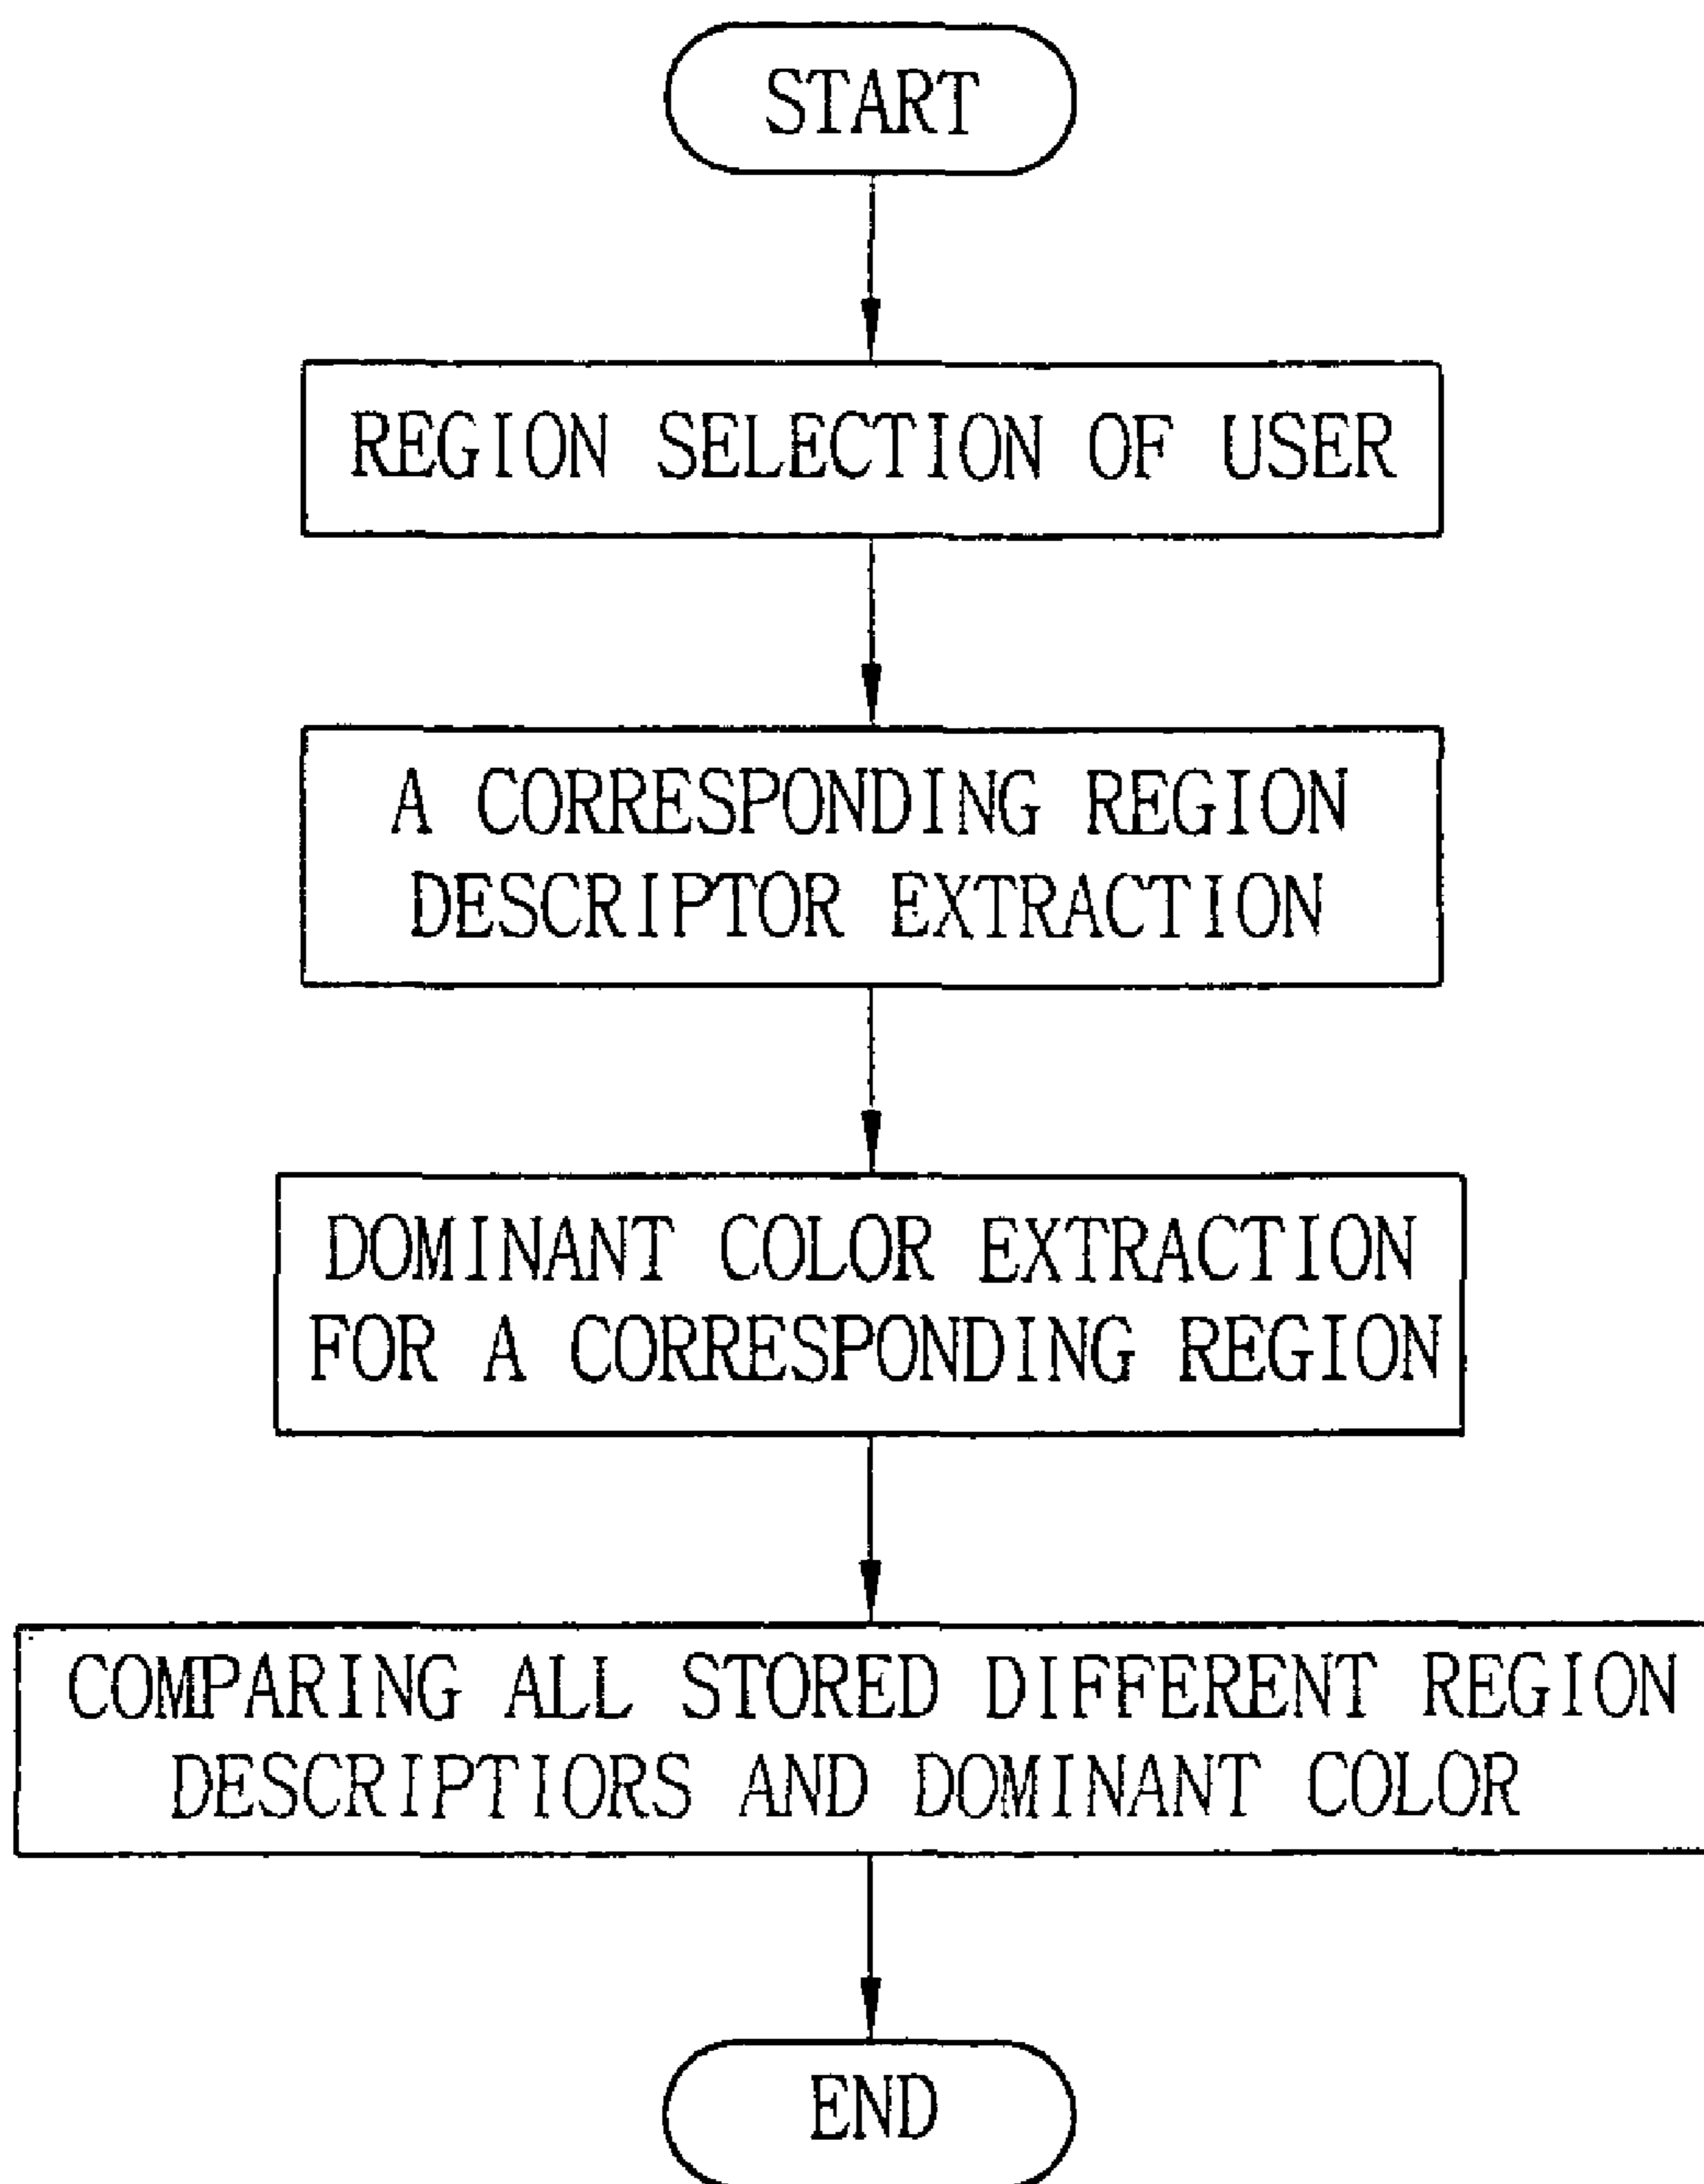 START
REGION SELECTION OF USER
A CORRESPONDING REGION
DESCRIPTOR EXTRACTION
DOMINANT COLOR EXTRACTION
FOR A CORRESPONDING REGION
COMPARING ALL STORED DIFFERENT REGION
DESCRIPTIORS AND DOMINANT COLOR
END